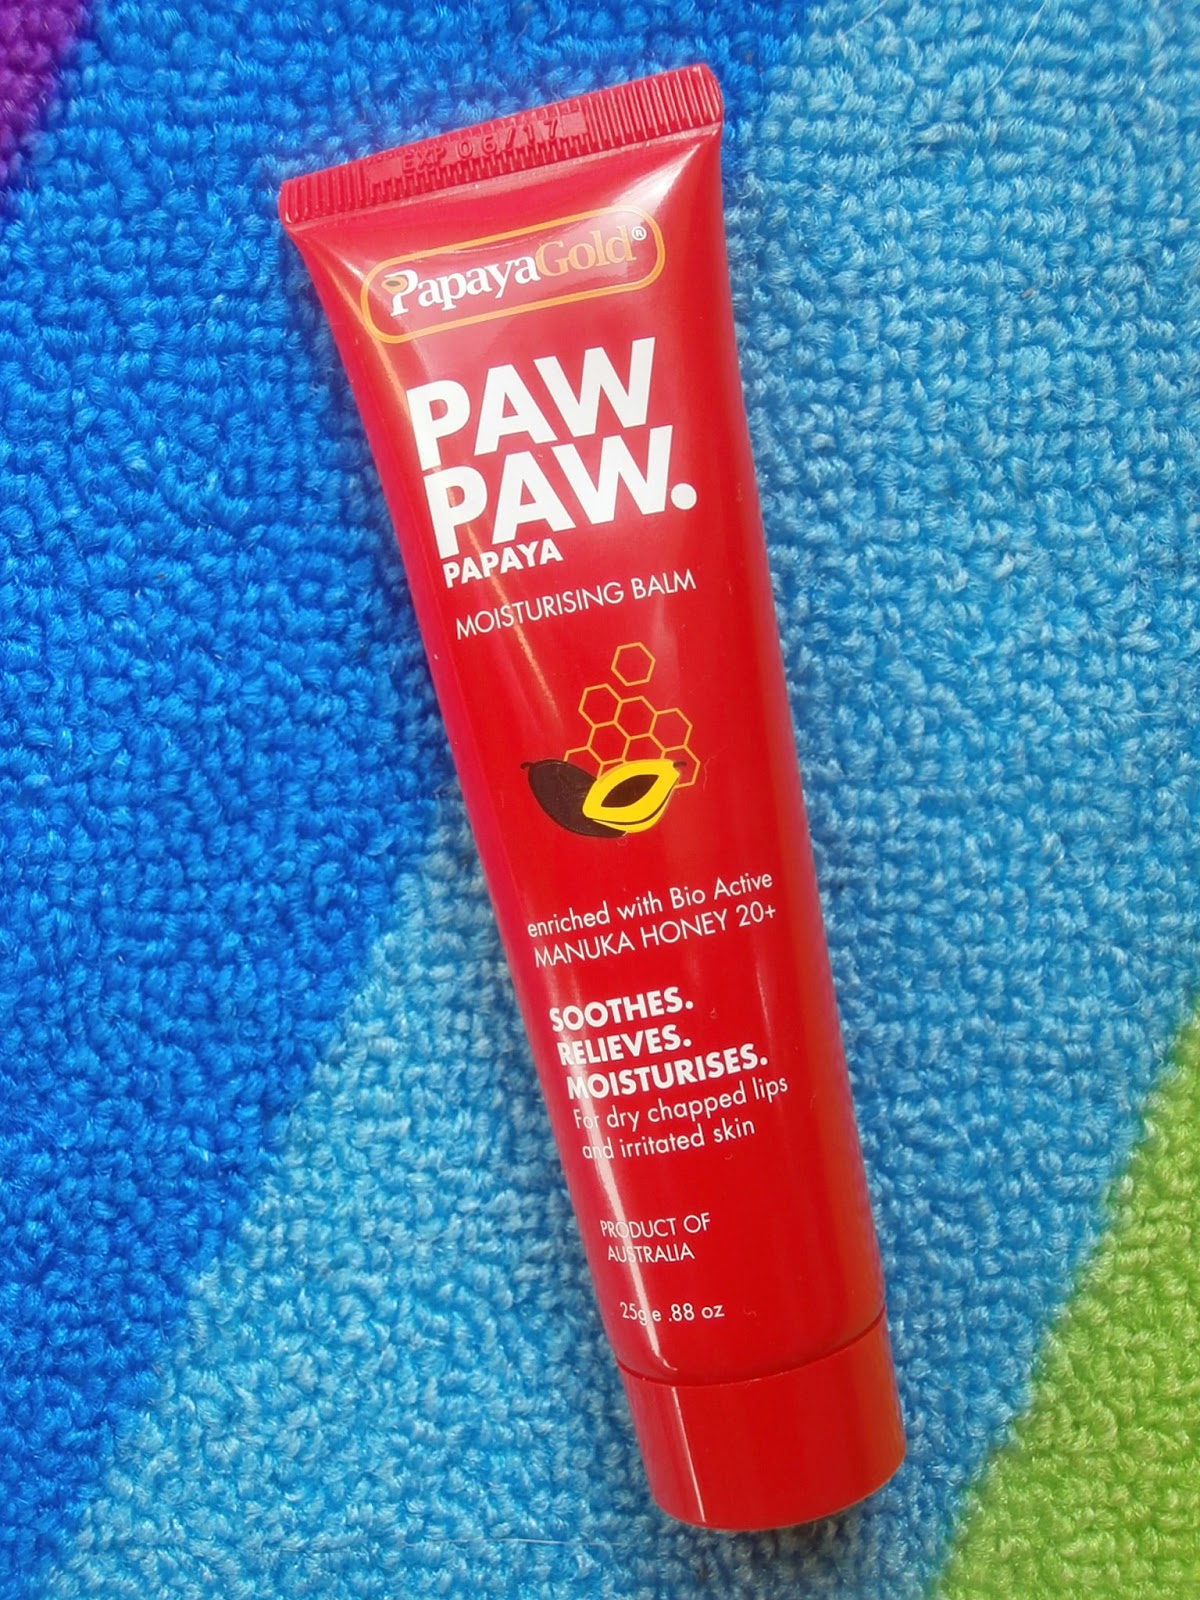 EXP 06/17
PapayaGold®
PAW
PAW.
PAPAYA
MOISTURISING BALM
enriched with Bio Active
MANUKA HONEY 20+
SOOTHES.
RELIEVES.
MOISTURISES.
For dry chapped lips
and irritated skin
PRODUCT OF
AUSTRALIA
25g e .88 oz